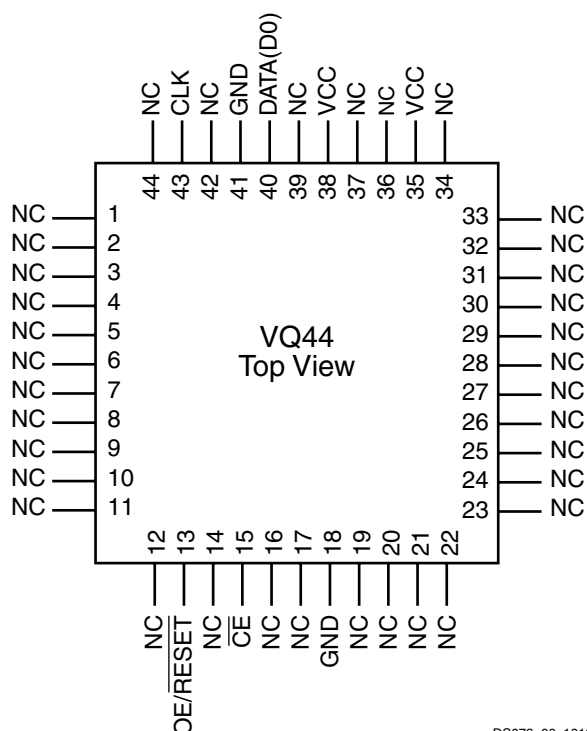 NC CLK NC GND DATA(D0) NC VCC NC NC VCC NC
44 43 42 41 40 39 38 37 36 35 34
NC 1 33 NC
NC 2 32 NC
NC 3 31 NC
NC 4 30 NC
NC 5 29 NC
VQ44
Top View
NC 6 28 NC
NC 7 27 NC
NC 8 26 NC
NC 9 25 NC
NC 10 24 NC
NC 11 23 NC
12 13 14 15 16 17 18 19 20 21 22
NC OE/RESET NC CE NC NC GND NC NC NC NC